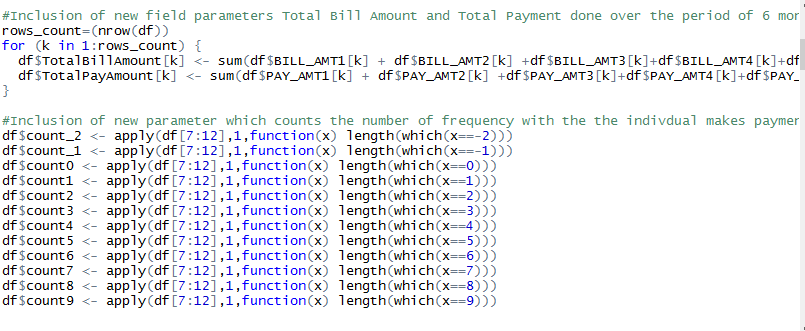 #Inclusion of new field parameters Total Bill Amount and Total Payment done over the period of 6 mor
rows_count=(nrow(df))
for (k in 1:rows_count) {
  df$TotalBillAmount[k] <- sum(df$BILL_AMT1[k] + df$BILL_AMT2[k] +df$BILL_AMT3[k]+df$BILL_AMT4[k]+df
  df$TotalPayAmount[k] <- sum(df$PAY_AMT1[k] + df$PAY_AMT2[k] +df$PAY_AMT3[k]+df$PAY_AMT4[k]+df$PAY_
}
#Inclusion of new parameter which counts the number of frequency with the the indivdual makes paymen
df$count_2 <- apply(df[7:12],1,function(x) length(which(x==-2)))
df$count_1 <- apply(df[7:12],1,function(x) length(which(x==-1)))
df$count0 <- apply(df[7:12],1,function(x) length(which(x==0)))
df$count1 <- apply(df[7:12],1,function(x) length(which(x==1)))
df$count2 <- apply(df[7:12],1,function(x) length(which(x==2)))
df$count3 <- apply(df[7:12],1,function(x) length(which(x==3)))
df$count4 <- apply(df[7:12],1,function(x) length(which(x==4)))
df$count5 <- apply(df[7:12],1,function(x) length(which(x==5)))
df$count6 <- apply(df[7:12],1,function(x) length(which(x==6)))
df$count7 <- apply(df[7:12],1,function(x) length(which(x==7)))
df$count8 <- apply(df[7:12],1,function(x) length(which(x==8)))
df$count9 <- apply(df[7:12],1,function(x) length(which(x==9)))